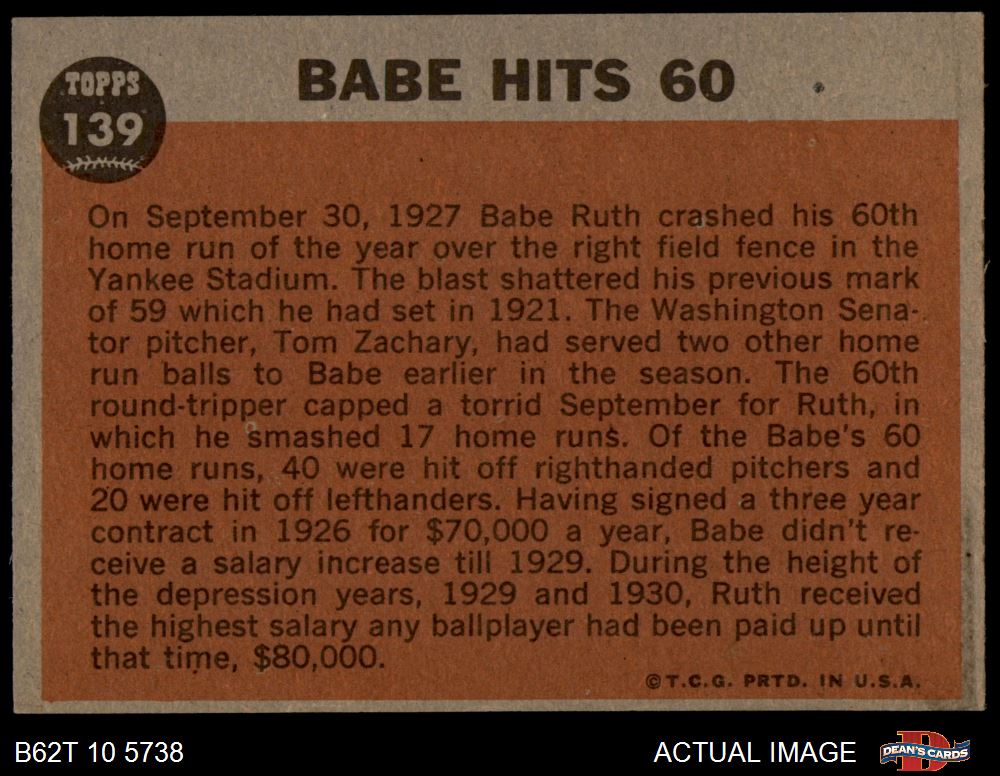 TOPPS
139
BABE HITS 60
On September 30, 1927 Babe Ruth crashed his 60th
home run of the year over the right field fence in the
Yankee Stadium. The blast shattered his previous mark
of 59 which he had set in 1921. The Washington Sena-
tor pitcher, Tom Zachary, had served two other home
run balls to Babe earlier in the season. The 60th
round-tripper capped a torrid September for Ruth, in
which he smashed 17 home runs. Of the Babe's 60
home runs, 40 were hit off righthanded pitchers and
20 were hit off lefthanders. Having signed a three year
contract in 1926 for $70,000 a year, Babe didn't re-
ceive a salary increase till 1929. During the height of
the depression years, 1929 and 1930, Ruth received
the highest salary any ballplayer had been paid up until
that time, $80,000.
©T.C.G. PRTD. IN U.S.A.
B62T 10 5738
ACTUAL IMAGE
D
DEAN'S CARDS